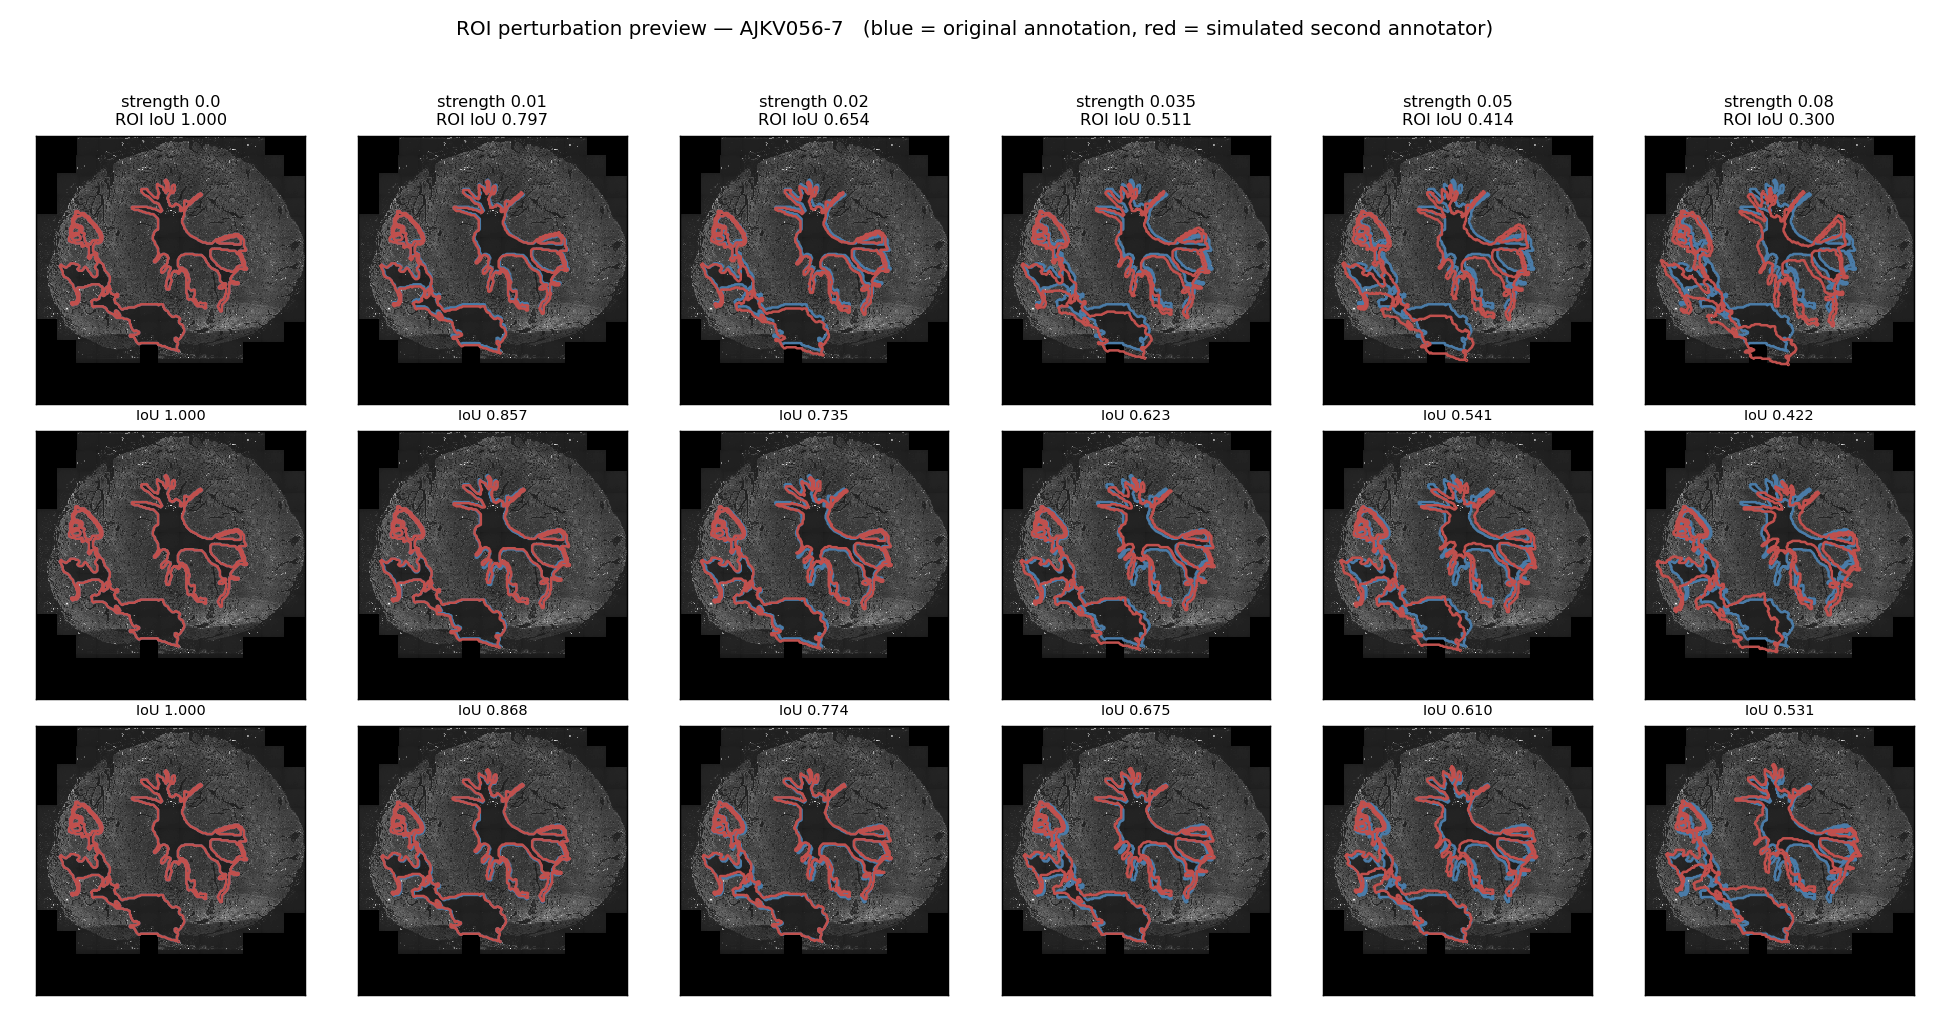 ROI perturbation preview — AJKV056-7   (blue = original annotation, red = simulated second annotator)
strength 0.0
ROI IoU 1.000
strength 0.01
ROI IoU 0.797
strength 0.02
ROI IoU 0.654
strength 0.035
ROI IoU 0.511
strength 0.05
ROI IoU 0.414
strength 0.08
ROI IoU 0.300
IoU 1.000
IoU 0.857
IoU 0.735
IoU 0.623
IoU 0.541
IoU 0.422
IoU 1.000
IoU 0.868
IoU 0.774
IoU 0.675
IoU 0.610
IoU 0.531